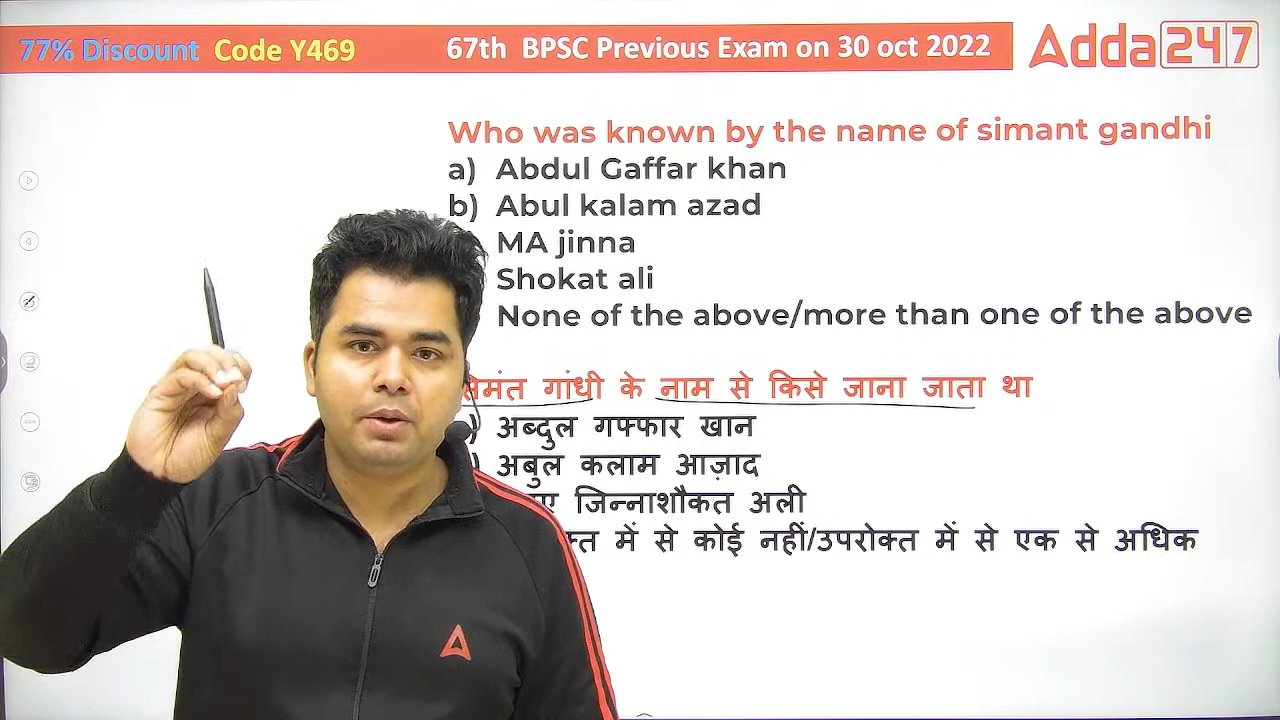 77% Discount Code Y469
67th BPSC Previous Exam on 30 oct 2022
Adda247
Who was known by the name of simant gandhi
a) Abdul Gaffar khan
b) Abul kalam azad
MA jinna
Shokat ali
None of the above/more than one of the above
गांधी के नाम से किसे जाना जाता था
) अब्दुल गफ्फार खान
) अबुल कलाम आज़ाद
जिन्नाशौकत अली
में से कोई नहीं/उपरोक्त में से एक से अधिक